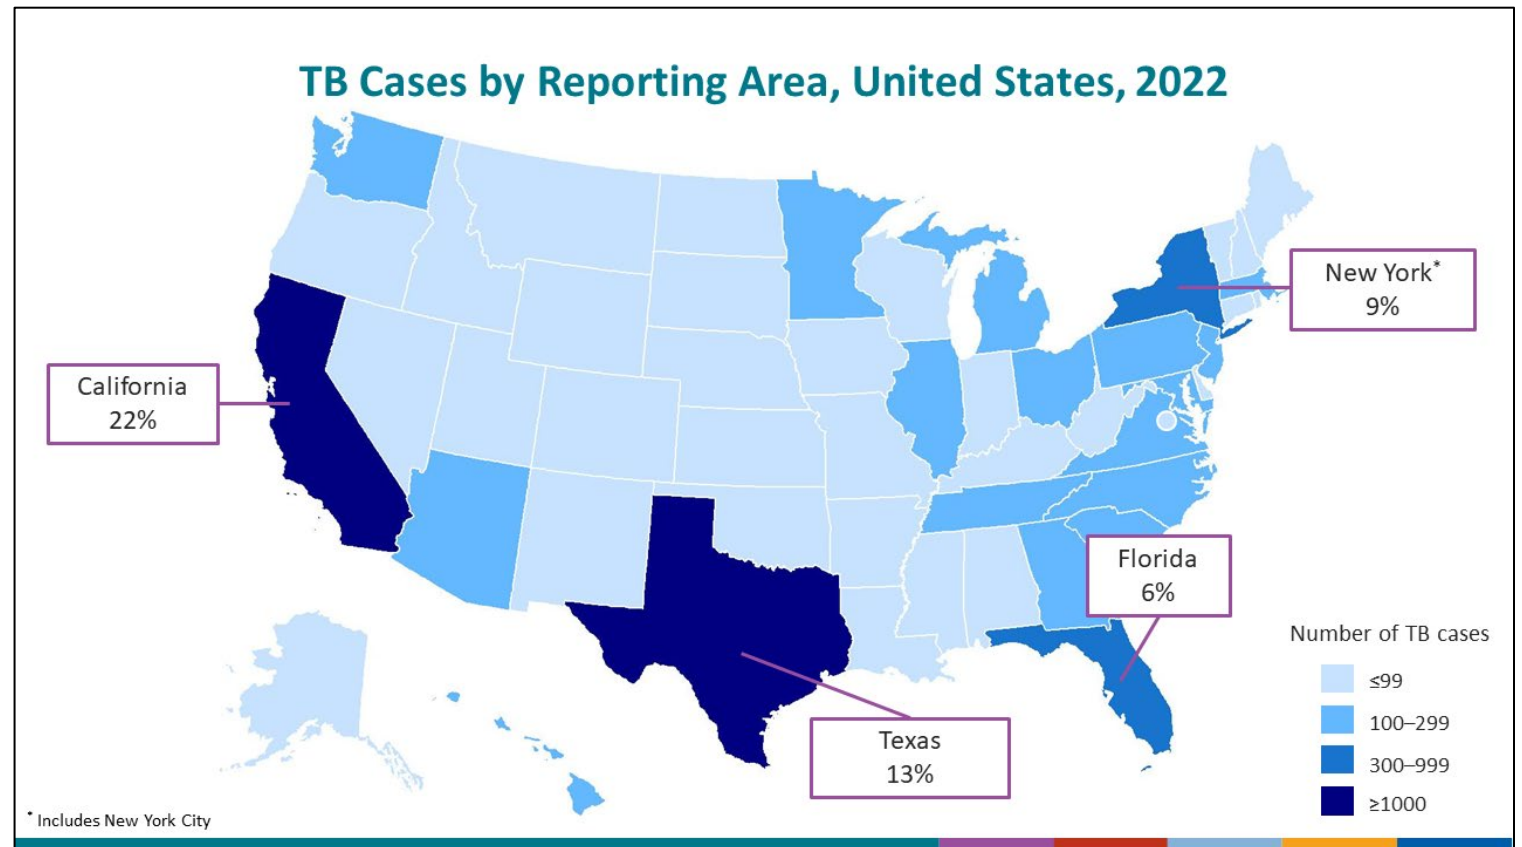 TB Cases by Reporting Area, United States, 2022
New York*
9%
California
22%
Florida
6%
Texas
13%
Number of TB cases
≤99
100–299
300–999
≥1000
* Includes New York City